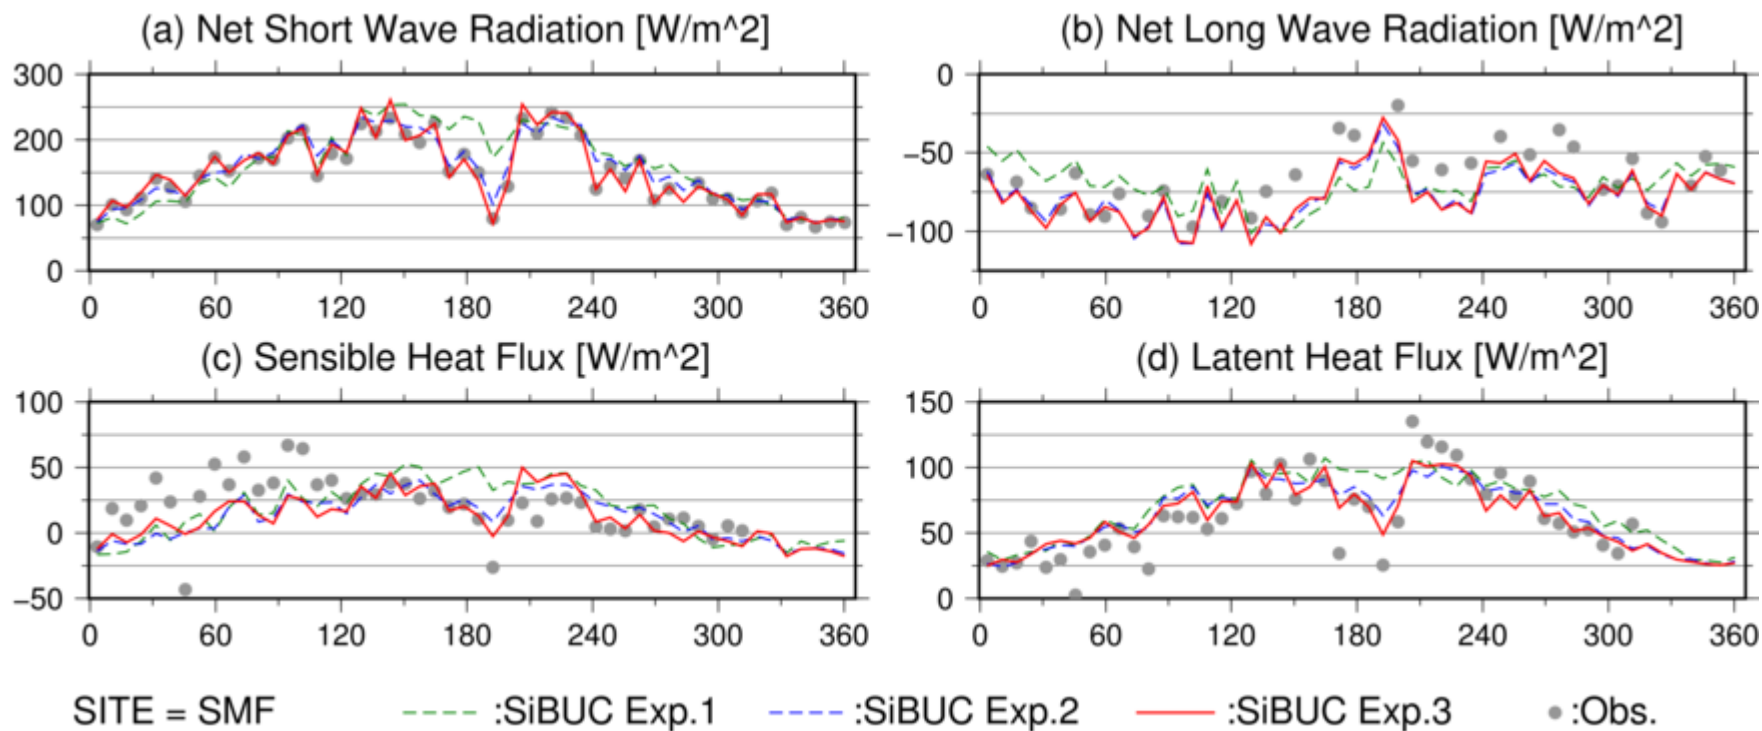 (a) Net Short Wave Radiation [W/m^2]
300
200
100
0
0 60 120 180 240 300 360
(b) Net Long Wave Radiation [W/m^2]
0
−50
−100
0 60 120 180 240 300 360
(c) Sensible Heat Flux [W/m^2]
100
50
0
−50
0 60 120 180 240 300 360
(d) Latent Heat Flux [W/m^2]
150
100
50
0
0 60 120 180 240 300 360
SITE = SMF :SiBUC Exp.1 :SiBUC Exp.2 :SiBUC Exp.3 :Obs.